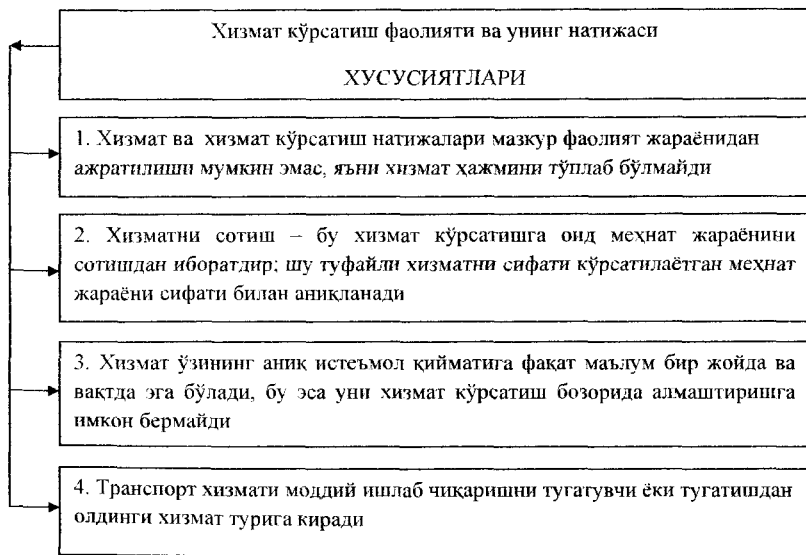 Хизмат кўрсатиш фаолияти ва унинг натижаси
ХУСУСИЯТЛАРИ
1. Хизмат ва хизмат кўрсатиш натижалари мазкур фаолият жараёнидан
ажратилиши мумкин эмас, яъни хизмат ҳажмини тўплаб бўлмайди
2. Хизматни сотиш – бу хизмат кўрсатишга оид меҳнат жараёнини
сотишдан иборатдир; шу туфайли хизматни сифати кўрсатилаётган меҳнат
жараёни сифати билан аниқланади
3. Хизмат ўзининг аниқ истеъмол қийматига фақат маълум бир жойда ва
вақтда эга бўлади, бу эса уни хизмат кўрсатиш бозорида алмаштиришга
имкон бермайди
4. Транспорт хизмати моддий ишлаб чиқаришни тугатувчи ёки тугатишдан
олдинги хизмат турига киради